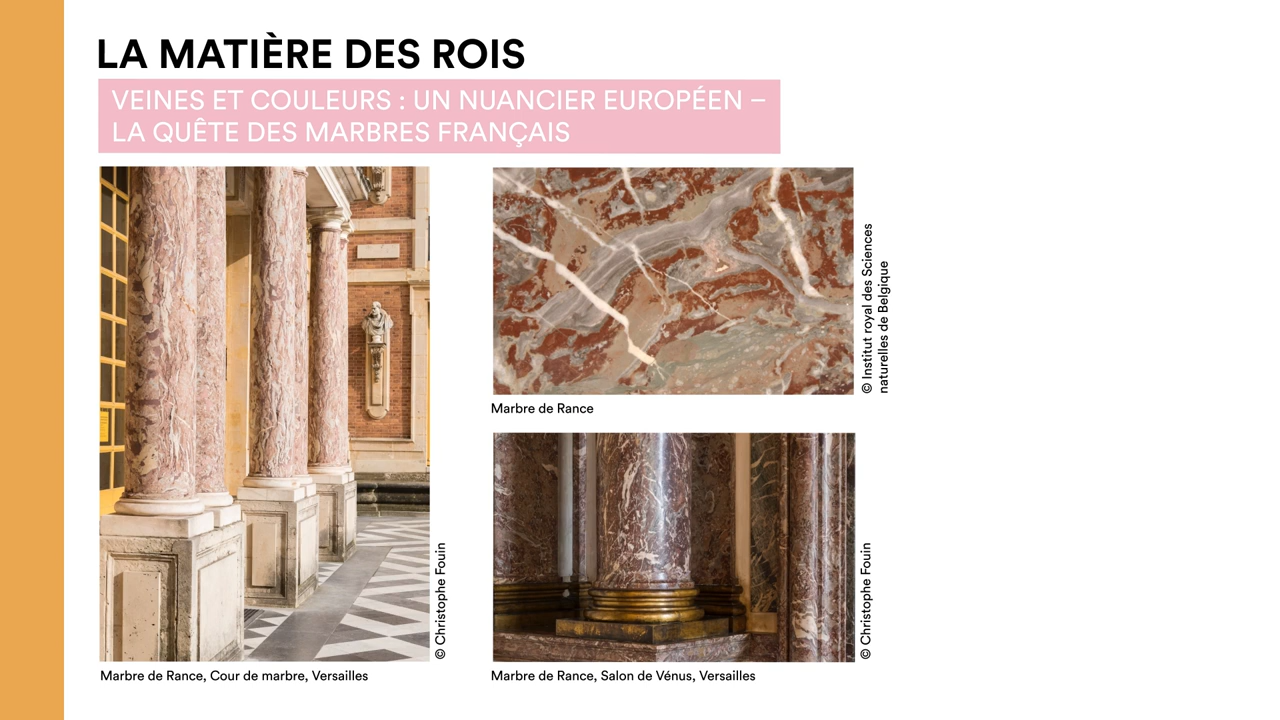 LA MATIÈRE DES ROIS
VEINES ET COULEURS : UN NUANCIER EUROPÉEN –
LA QUÊTE DES MARBRES FRANÇAIS
© Christophe Fouin
Marbre de Rance, Cour de marbre, Versailles
© Institut royal des Sciences
naturelles de Belgique
Marbre de Rance
© Christophe Fouin
Marbre de Rance, Salon de Vénus, Versailles